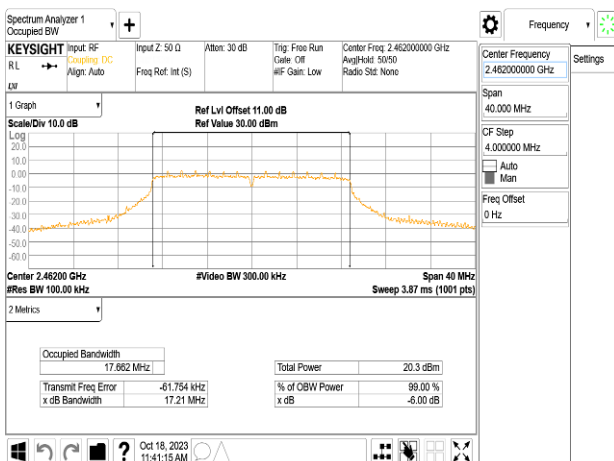 Spectrum Analyzer 1
Occupied BW
+
Frequency
KEYSIGHT
RL
LXI
Input: RF
Coupling: DC
Align: Auto
Input Z: 50 Ω
Freq Ref: Int (S)
Atten: 30 dB
Trig: Free Run
Gate: Off
#IF Gain: Low
Center Freq: 2.462000000 GHz
Avg|Hold: 50/50
Radio Std: None
Center Frequency
2.462000000 GHz
Settings
Span
40.000 MHz
CF Step
4.000000 MHz
Auto
Man
Freq Offset
0 Hz
1 Graph
Scale/Div 10.0 dB
Ref Lvl Offset 11.00 dB
Ref Value 30.00 dBm
Log
20.0
10.0
0.00
-10.0
-20.0
-30.0
-40.0
-50.0
-60.0
Center 2.46200 GHz
#Video BW 300.00 kHz
Span 40 MHz
#Res BW 100.00 kHz
Sweep 3.87 ms (1001 pts)
2 Metrics
Occupied Bandwidth
17.662 MHz
Total Power
20.3 dBm
Transmit Freq Error
-61.754 kHz
% of OBW Power
99.00 %
x dB Bandwidth
17.21 MHz
x dB
-6.00 dB
?
Oct 18, 2023
11:41:15 AM